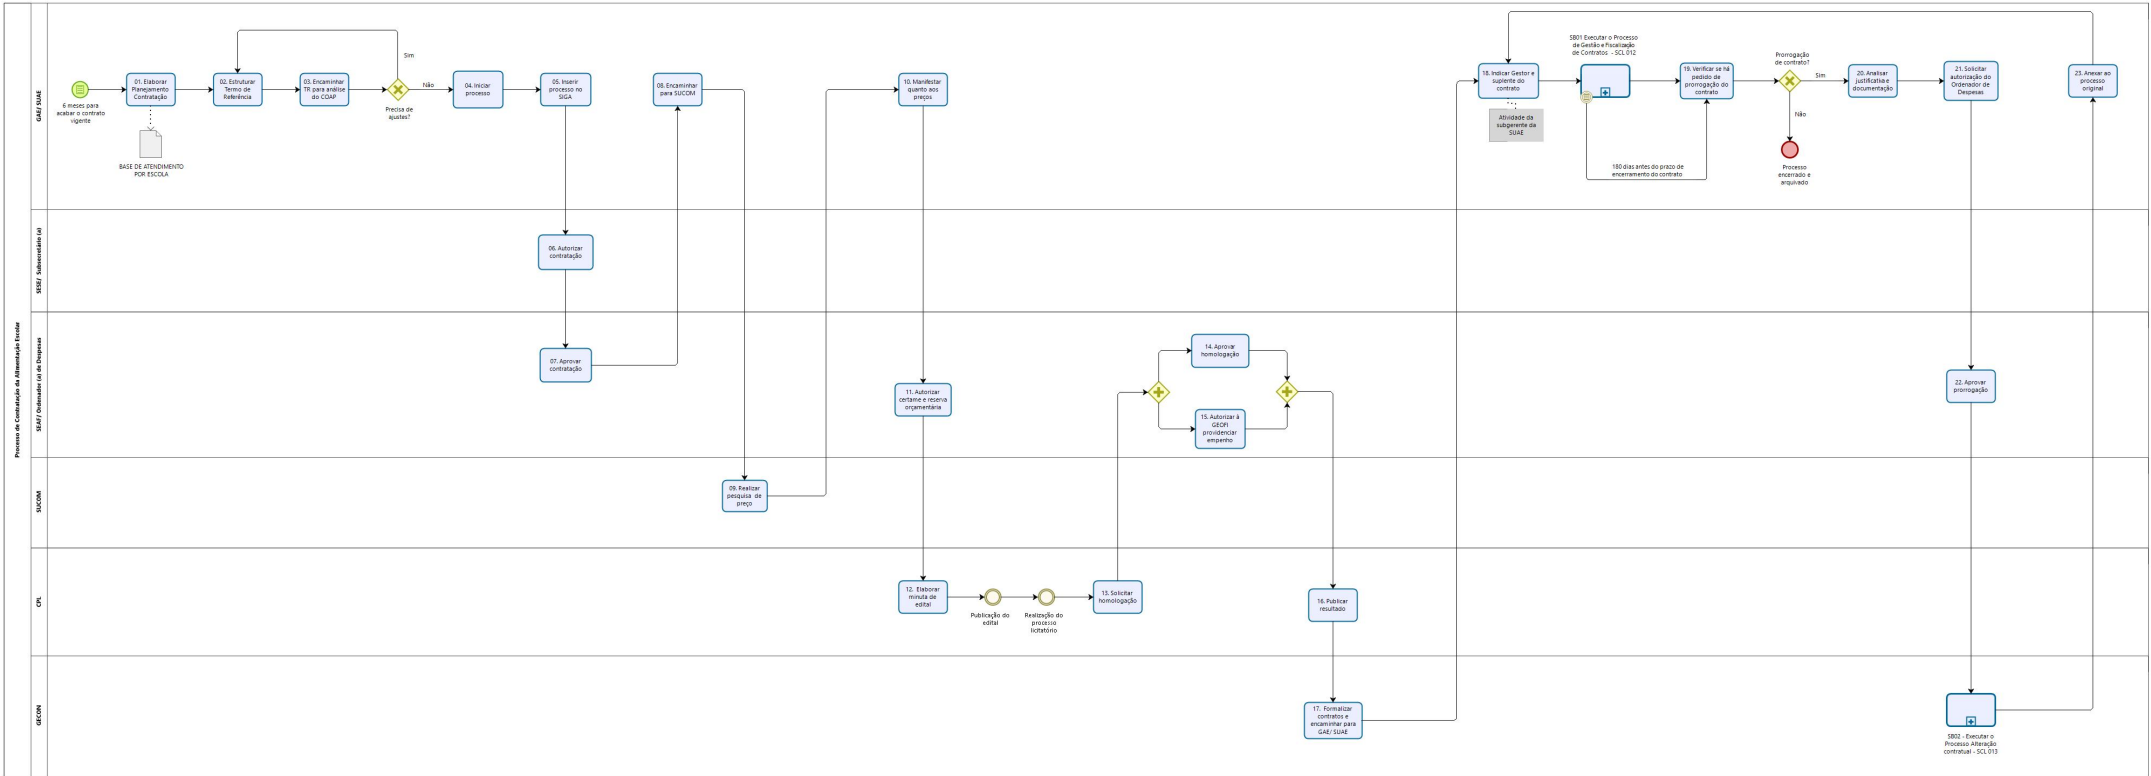 Processo de Contratação da Alimentação Escolar
GAE/ SUAE
6 meses para
acabar o contrato
vigente
01. Elaborar
Planejamento
Contratação
BASE DE ATENDIMENTO
POR ESCOLA
02. Estruturar
Termo de
Referência
03. Encaminhar
TR para análise
do COAP
Sim
Precisa de
ajustes?
Não
04. Iniciar
processo
05. Inserir
processo no
SIGA
08. Encaminhar
para SUCOM
10. Manifestar
quanto aos
preços
18. Indicar Gestor e
suplente do
contrato
Atividade da
subgerente da
SUAE
SB01 Executar o Processo
de Gestão e Fiscalização
de Contratos - SCL 012
180 dias antes do prazo de
encerramento do contrato
19. Verificar se há
pedido de
prorrogação do
contrato
Prorrogação
de contrato?
Sim
Não
Processo
encerrado e
arquivado
20. Analisar
justificativa e
documentação
21. Solicitar
autorização do
Ordenador de
Despesas
23. Anexar ao
processo
original
SESE/ Subsecretário (a)
06. Autorizar
contratação
SEAF/ Ordenador (a) de Despesas
07. Aprovar
contratação
11. Autorizar
certame e reserva
orçamentária
14. Aprovar
homologação
15. Autorizar à
GEOFI
providenciar
empenho
22. Aprovar
prorrogação
SUCOM
09. Realizar
pesquisa de
preço
CPL
12. Elaborar
minuta de
edital
Publicação do
edital
Realização do
processo
licitatório
13. Solicitar
homologação
16. Publicar
resultado
GECON
17. Formalizar
contratos e
encaminhar para
GAE/ SUAE
SB02 - Executar o
Processo Alteração
contratual - SCL 013